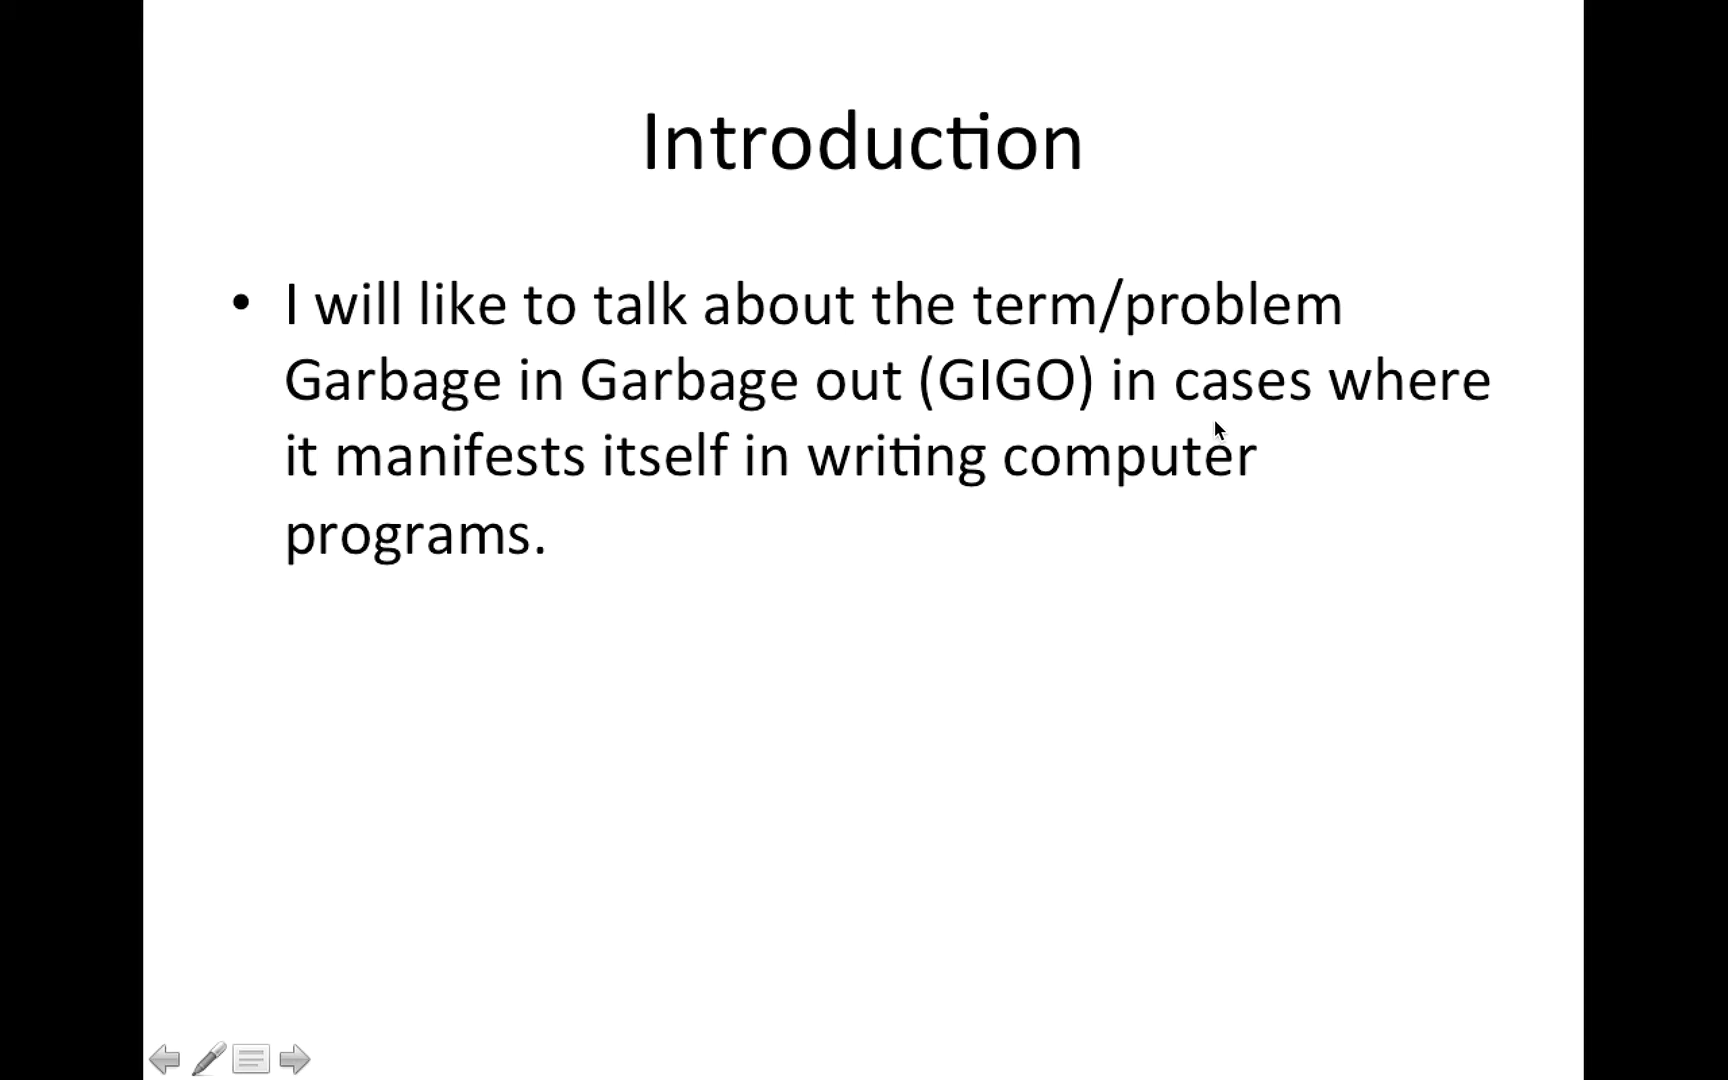 Introduction
• I will like to talk about the term/problem
Garbage in Garbage out (GIGO) in cases where
it manifests itself in writing computer
programs.